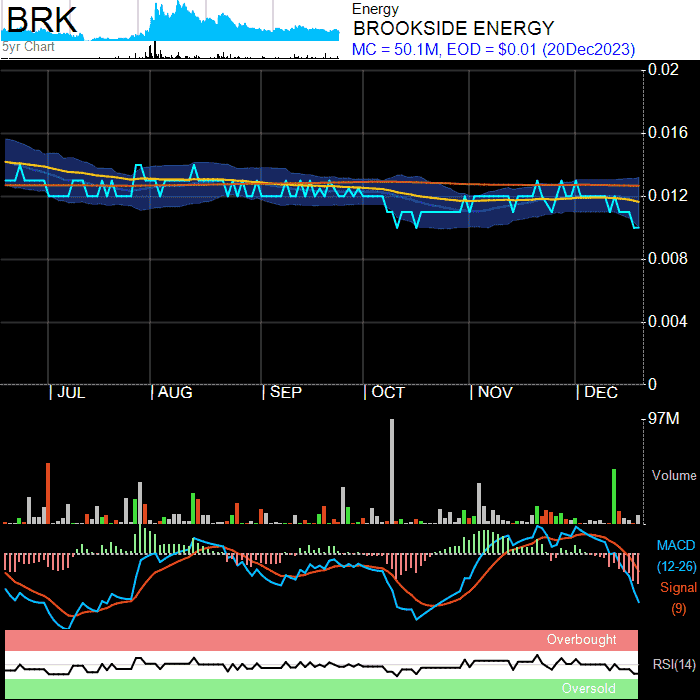 BRK
5yr Chart
Energy
BROOKSIDE ENERGY
MC = 50.1M, EOD = $0.01 (20Dec2023)
0.02
0.016
0.012
0.008
0.004
0
| JUL | AUG | SEP | OCT | NOV | DEC
97M
Volume
MACD
(12-26)
Signal
(9)
Overbought
RSI(14)
Oversold